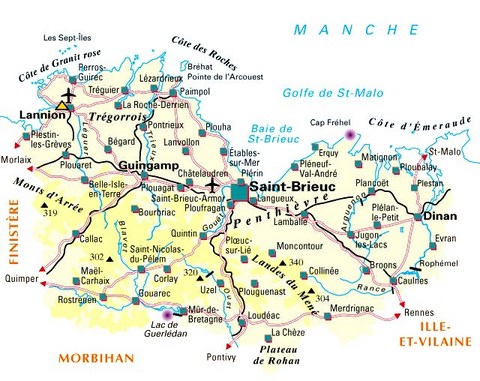 MANCHE
Les Sept-Îles
Côte des Roches
Côte de Granit rose
Perros-
Guirec
Lézardrieux
Bréhat
Pointe de l'Arcouest
Tréguier
Paimpol
Golfe de St-Malo
Lannion
La Roche-Derrien
Trégorrois
Plestin-
les-Grèves
Léguer
Pontrieux
Trieux
Plouha
Baie de
St-Brieuc
Cap Fréhel
Côte d'Émeraude
Bégard
Lanvollon
Étables-
sur-Mer
Erquy
Matignon
St-Malo
Morlaix
Plouaret
Guingamp
Plérin
Pléneuf-
Val-André
Ploubalay
Belle-Isle-
en-Terre
Châtelaudren
Plancoët
Plestan
Monts d'Arrée
319
Plouagat
Saint-Brieuc-Armor
Ploufragan
Saint-Brieuc
Langueux
Bourbriac
Penthièvre
Lamballe
Arguenon
Plélan-
le-Petit
Dinan
FINISTÈRE
Callac
Blavet
Quintin
Gouët
Jugon-
les-Lacs
Evran
Saint-Nicolas-
du-Pélem
Plœuc-
sur-Lié
Moncontour
302
320
Landes du Mené
340
Collinée
Broons
Rophémel
Quimper
Maël-
Carhaix
Corlay
Uzel
Oust
Plouguenast
304
Rance
Caulnes
Rostrenen
Gouarec
Mûr-de-
Bretagne
Merdrignac
Rennes
Lac de
Guerlédan
Loudéac
La Chèze
ILLE-
ET-VILAINE
MORBIHAN
Pontivy
Plateau
de Rohan